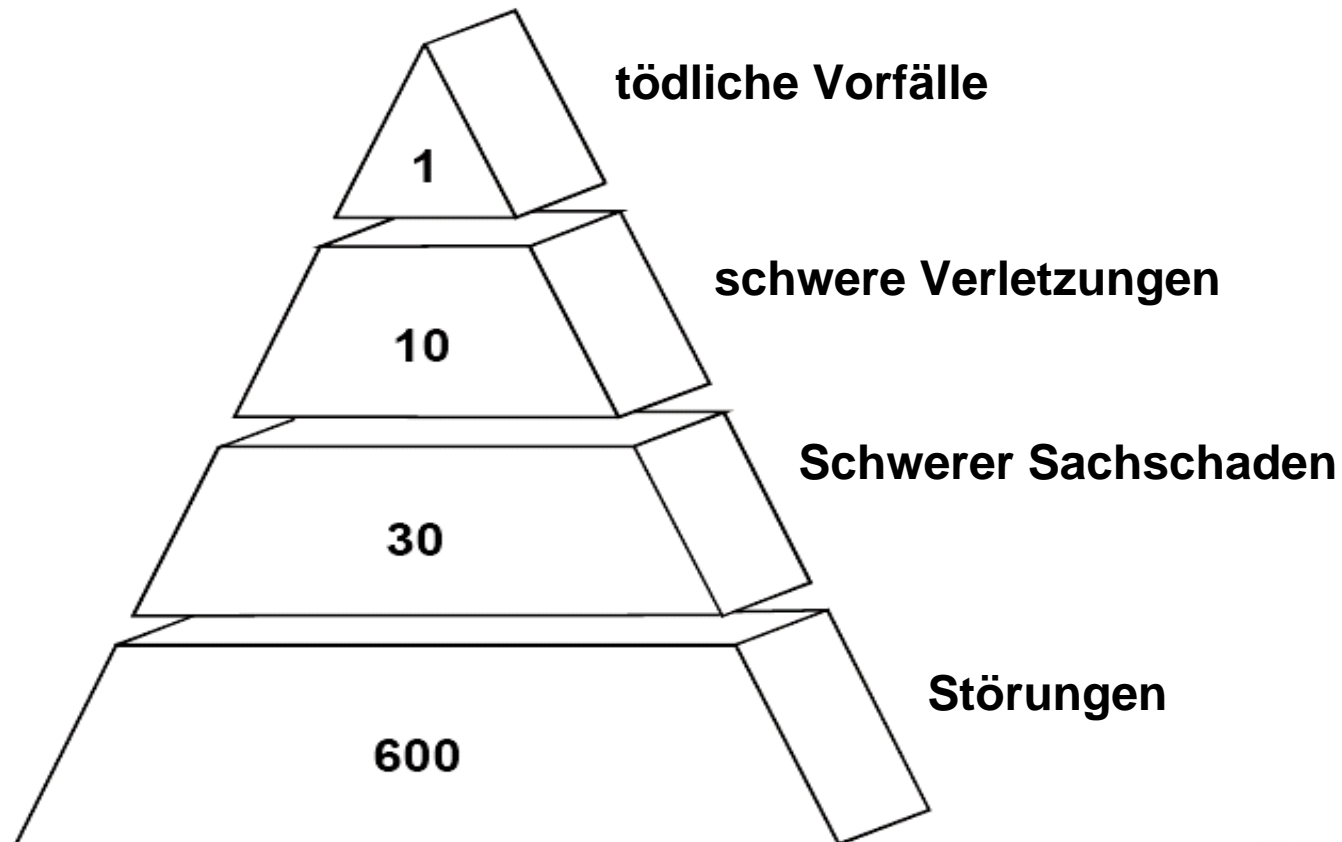 tödliche Vorfälle
1
schwere Verletzungen
10
Schwerer Sachschaden
30
Störungen
600